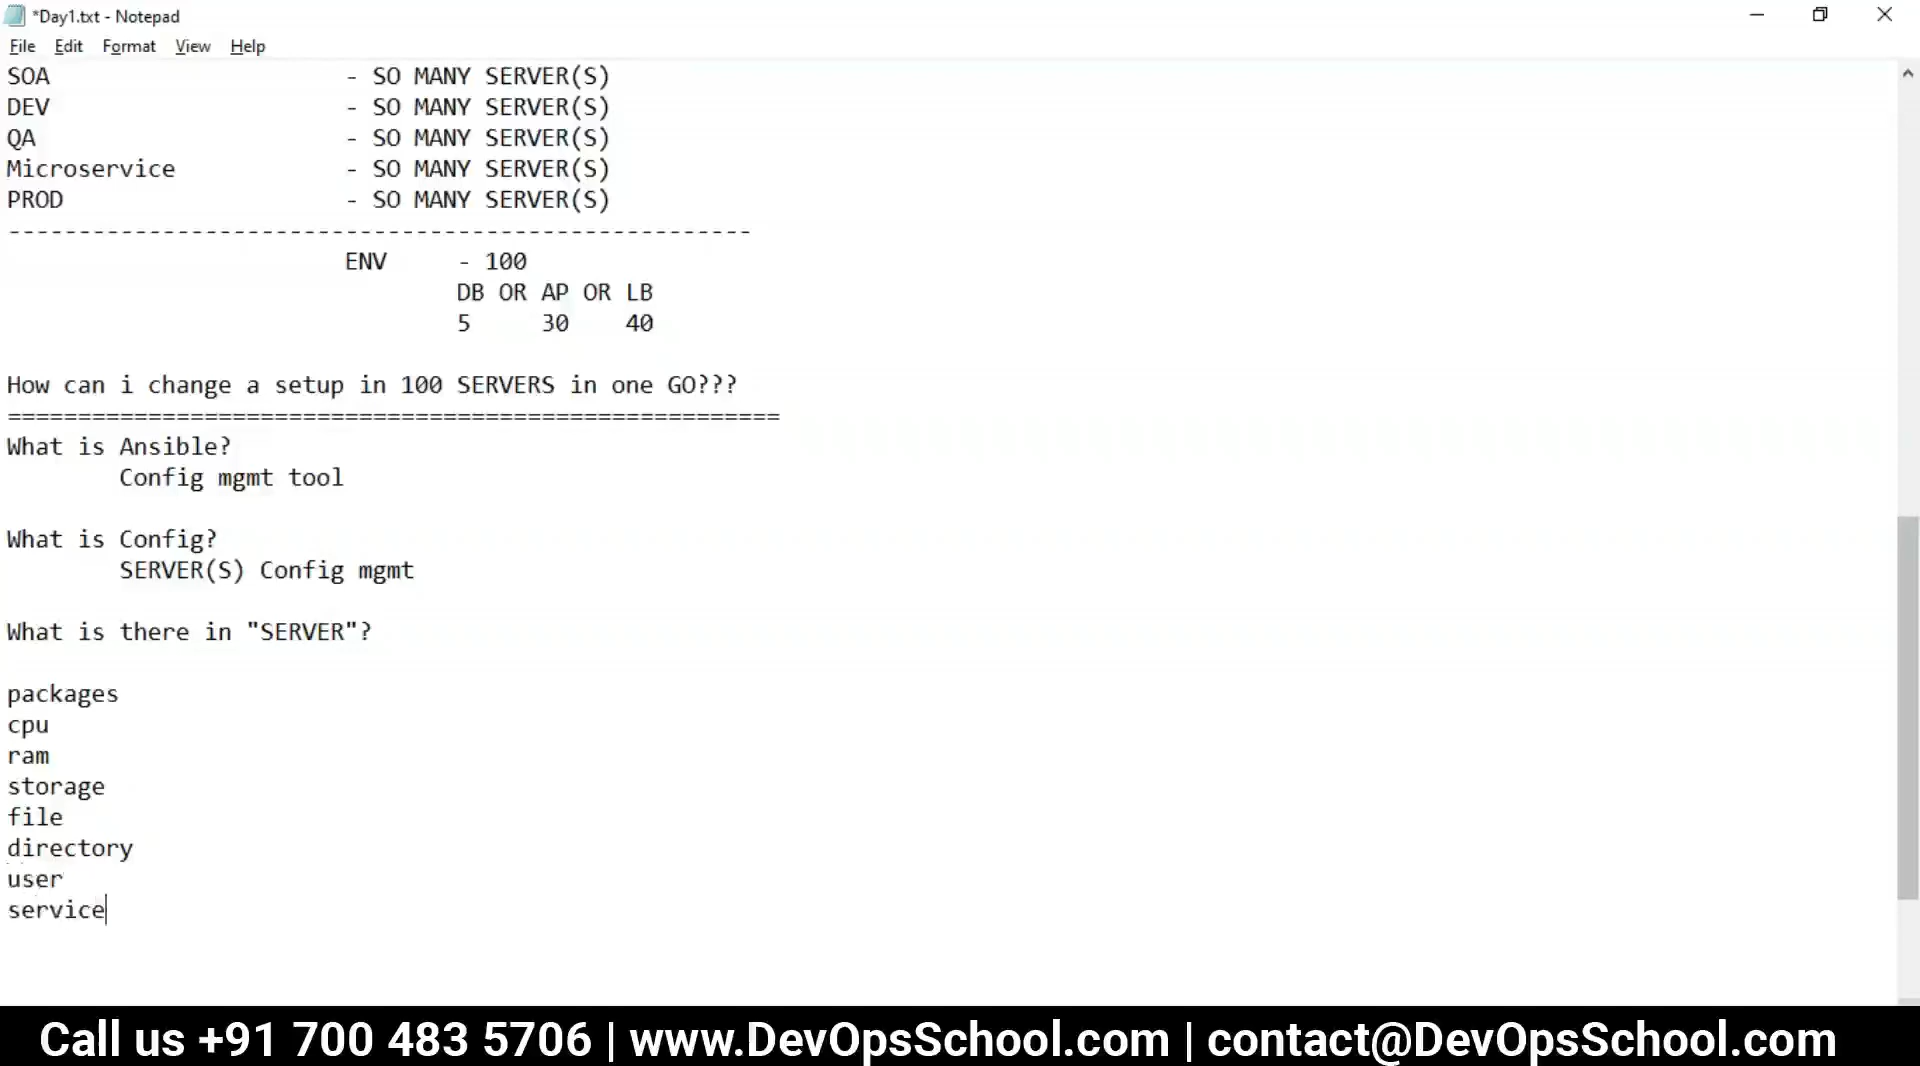 *Day1.txt - Notepad
File Edit Format View Help
SOA - SO MANY SERVER(S)
DEV - SO MANY SERVER(S)
QA - SO MANY SERVER(S)
Microservice - SO MANY SERVER(S)
PROD - SO MANY SERVER(S)
-----------------------------------------------------
ENV - 100
DB OR AP OR LB
5 30 40
How can i change a setup in 100 SERVERS in one GO???
=======================================================
What is Ansible?
Config mgmt tool
What is Config?
SERVER(S) Config mgmt
What is there in "SERVER"?
packages
cpu
ram
storage
file
directory
user
service
Call us +91 700 483 5706 | www.DevOpsSchool.com | contact@DevOpsSchool.com